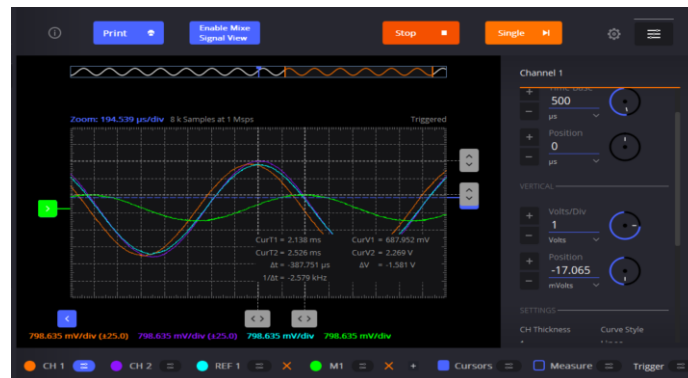 Print
Enable Mixe
Signal View
Stop
Single
Channel 1
Zoom: 194.539 µs/div 8 k Samples at 1 Msps Triggered
+
500
−
µs
+
Position
0
−
µs
VERTICAL
+
Volts/Div
1
−
Volts
+
Position
-17.065
−
mVolts
SETTINGS
CH Thickness Curve Style
CurT1 = 2.138 ms CurV1 = 687.952 mV
CurT2 = 2.526 ms CurV2 = 2.269 V
Δt = -387.751 µs ΔV = -1.581 V
1/Δt = -2.579 kHz
798.635 mV/div (±25.0) 798.635 mV/div (±25.0) 798.635 mV/div 798.635 mV/div
CH 1 CH 2 REF 1 M1 + Cursors Measure Trigger